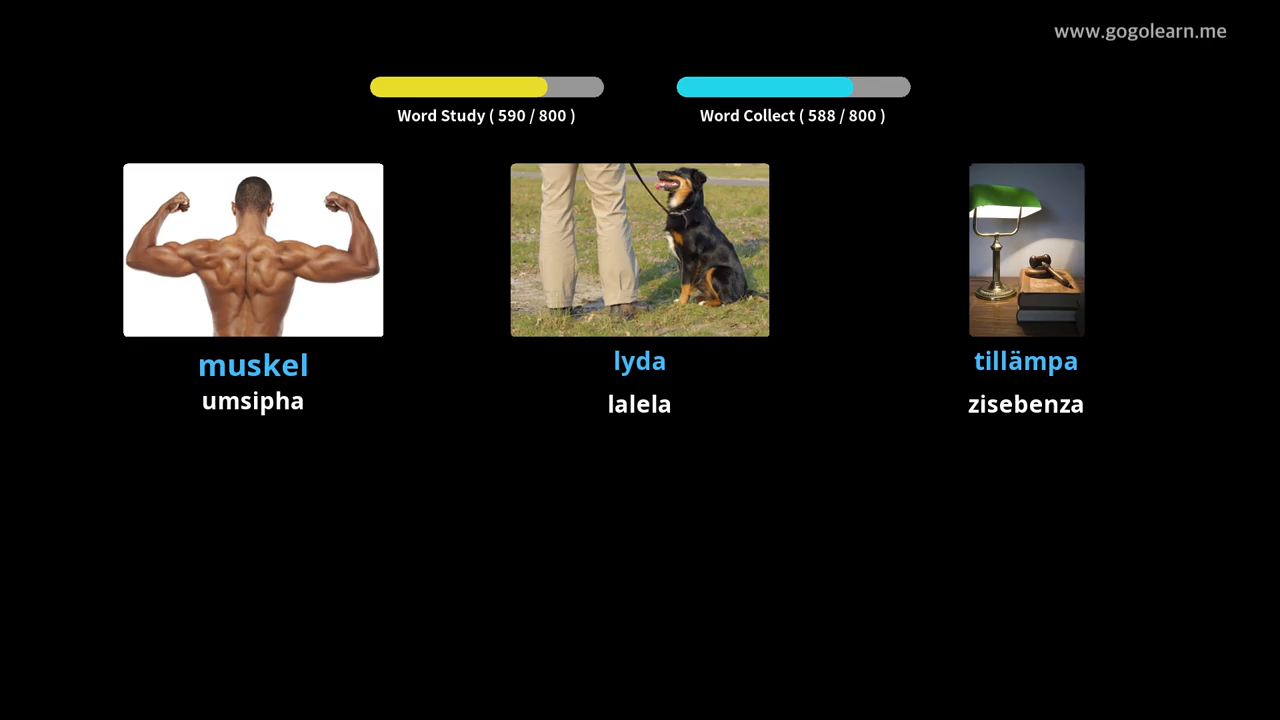 www.gogolearn.me
Word Study ( 590 / 800 )
Word Collect ( 588 / 800 )
muskel
umsipha
lyda
lalela
tillämpa
zisebenza